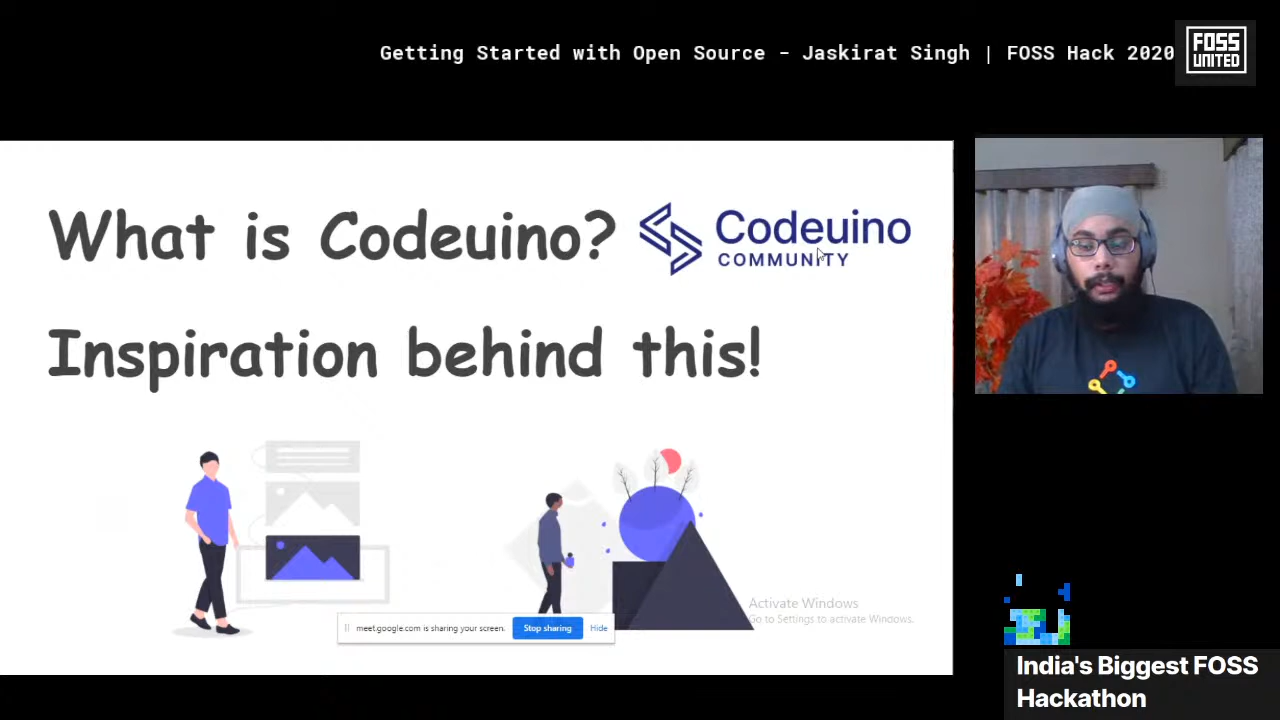 Getting Started with Open Source - Jaskirat Singh | FOSS Hack 2020
FOSS
UNITED
What is Codeuino?
Codeuino
COMMUNITY
Inspiration behind this!
Activate Windows
Go to Settings to activate Windows.
meet.google.com is sharing your screen.
Stop sharing
Hide
India's Biggest FOSS
Hackathon